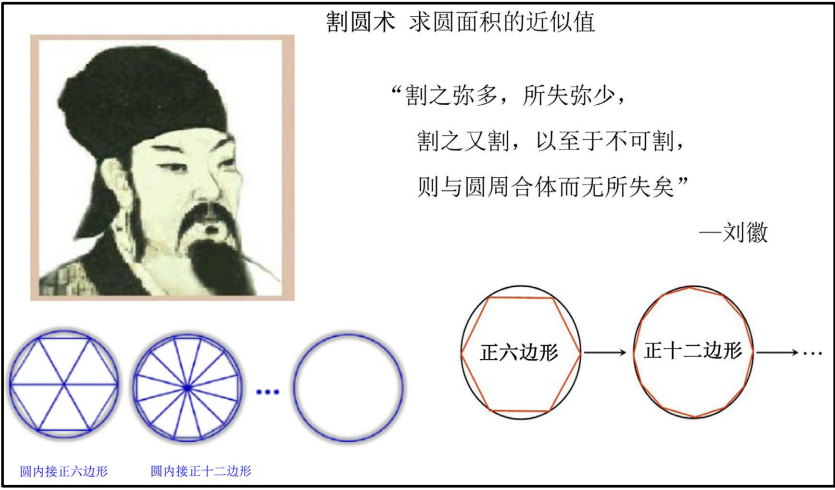 割圆术 求圆面积的近似值
“割之弥多，所失弥少，
割之又割，以至于不可割，
则与圆周合体而无所失矣”
—刘徽
正六边形
正十二边形
…
…
圆内接正六边形
圆内接正十二边形